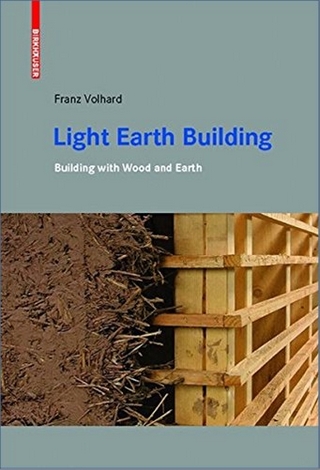 BIRKHÄUSER
Franz Volhard
Light Earth Building
Building with Wood and Earth